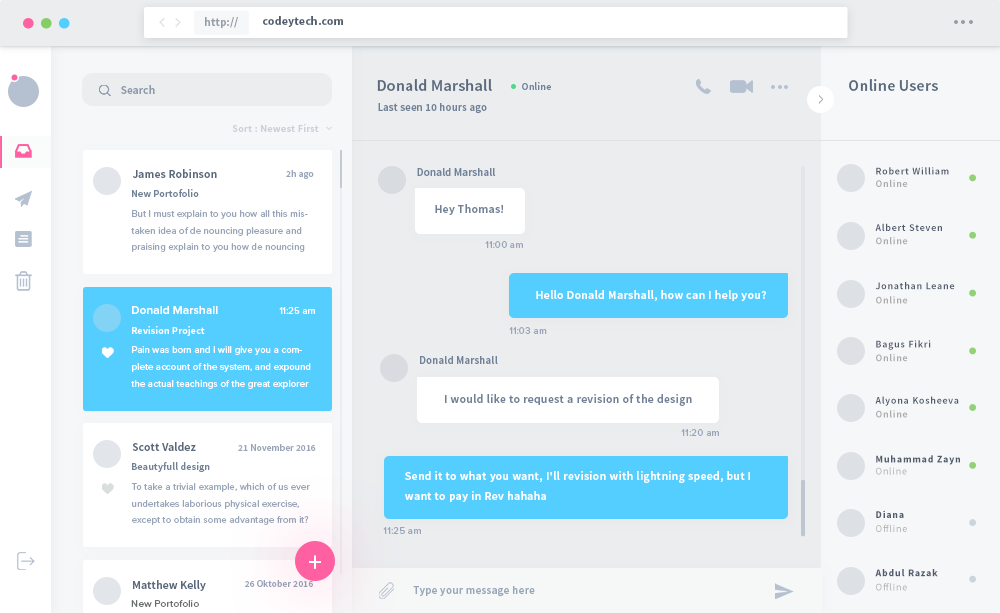 http://
codeytech.com
Search
Sort : Newest First
James Robinson
2h ago
New Portofolio
But I must explain to you how all this mis-
taken idea of de nouncing pleasure and
praising explain to you how de nouncing
Donald Marshall
11:25 am
Revision Project
Pain was born and I will give you a com-
plete account of the system, and expound
the actual teachings of the great explorer
Scott Valdez
21 November 2016
Beautyfull design
To take a trivial example, which of us ever
undertakes laborious physical exercise,
except to obtain some advantage from it?
Matthew Kelly
26 Oktober 2016
New Portofolio
Donald Marshall
Online
Last seen 10 hours ago
Donald Marshall
Hey Thomas!
11:00 am
Hello Donald Marshall, how can I help you?
11:03 am
Donald Marshall
I would like to request a revision of the design
11:20 am
Send it to what you want, I'll revision with lightning speed, but I
want to pay in Rev hahaha
11:25 am
Type your message here
Online Users
Robert William
Online
Albert Steven
Online
Jonathan Leane
Online
Bagus Fikri
Online
Alyona Kosheeva
Online
Muhammad Zayn
Online
Diana
Offline
Abdul Razak
Offline